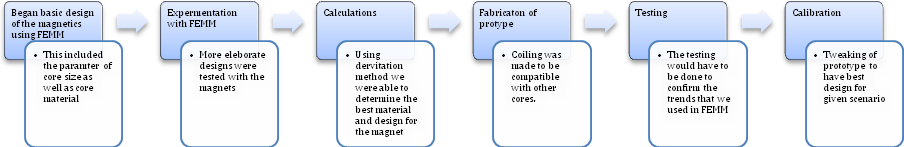 Began basic design
of the magnetics
using FEMM
• This included
the paramter of
core size as
well as core
material
Expermentation
with FEMM
• More eleborate
designs were
tested with the
magnets
Calculations
• Using
dervitation
method we
were able to
determine the
best material
and design for
the magnet
Fabricaton of
protype
• Coiling was
made to be
compatible
with other
cores.
Testing
• The testing
would have to
be done to
confirm the
trends that we
used in FEMM
Calibration
• Tweaking of
prototype to
have best
design for
given scenario